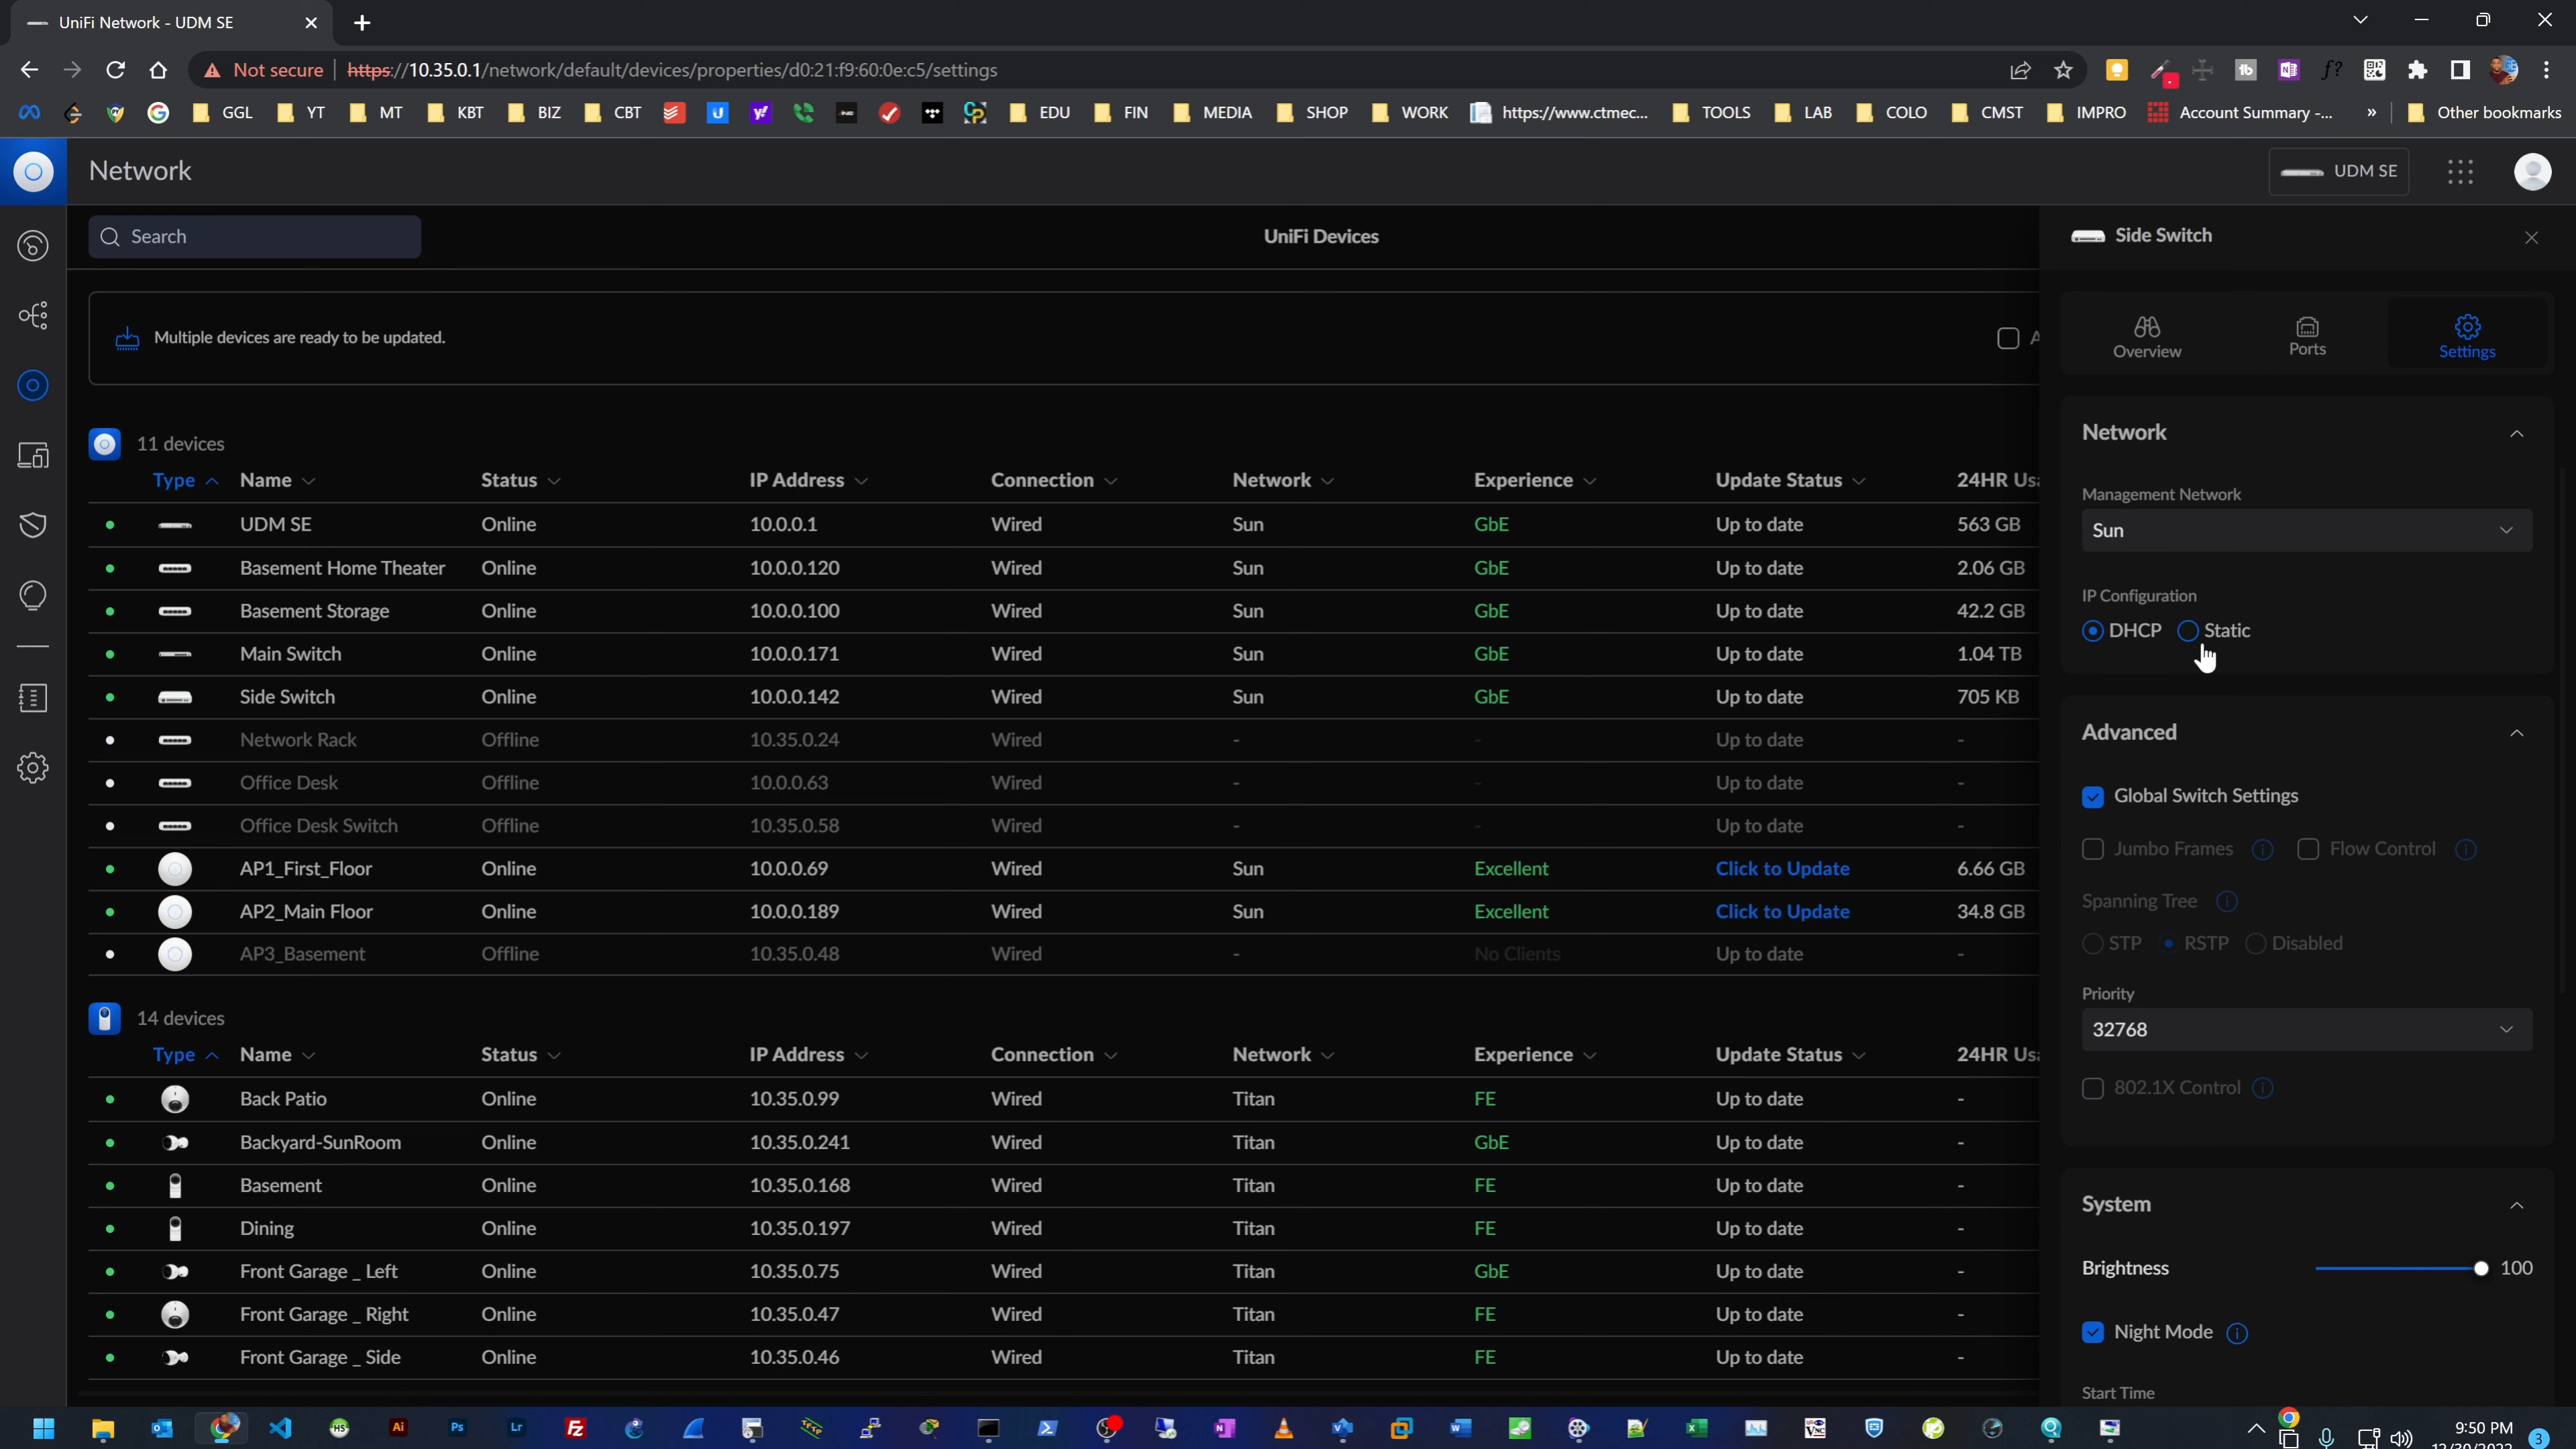 UniFi Network - UDM SE
Not secure https://10.35.0.1/network/default/devices/properties/d0:21:f9:60:0e:c5/settings
GGL YT MT KBT BIZ CBT EDU FIN MEDIA SHOP WORK https://www.ctmec... TOOLS LAB COLO CMST IMPRO Account Summary -... » Other bookmarks
Network UDM SE
Search UniFi Devices Side Switch
Multiple devices are ready to be updated.
Overview Ports Settings
Network
Management Network
Sun
IP Configuration
DHCP Static
Advanced
Global Switch Settings
Jumbo Frames Flow Control
Spanning Tree
STP RSTP Disabled
Priority
32768
802.1X Control
System
Brightness 100
Night Mode
Start Time
11 devices
Type Name Status IP Address Connection Network Experience Update Status 24HR Usa
UDM SE Online 10.0.0.1 Wired Sun GbE Up to date 563 GB
Basement Home Theater Online 10.0.0.120 Wired Sun GbE Up to date 2.06 GB
Basement Storage Online 10.0.0.100 Wired Sun GbE Up to date 42.2 GB
Main Switch Online 10.0.0.171 Wired Sun GbE Up to date 1.04 TB
Side Switch Online 10.0.0.142 Wired Sun GbE Up to date 705 KB
Network Rack Offline 10.35.0.24 Wired - - Up to date -
Office Desk Offline 10.0.0.63 Wired - - Up to date -
Office Desk Switch Offline 10.35.0.58 Wired - - Up to date -
AP1_First_Floor Online 10.0.0.69 Wired Sun Excellent Click to Update 6.66 GB
AP2_Main Floor Online 10.0.0.189 Wired Sun Excellent Click to Update 34.8 GB
AP3_Basement Offline 10.35.0.48 Wired - No Clients Up to date -
14 devices
Type Name Status IP Address Connection Network Experience Update Status 24HR Usa
Back Patio Online 10.35.0.99 Wired Titan FE Up to date -
Backyard-SunRoom Online 10.35.0.241 Wired Titan GbE Up to date -
Basement Online 10.35.0.168 Wired Titan FE Up to date -
Dining Online 10.35.0.197 Wired Titan FE Up to date -
Front Garage _ Left Online 10.35.0.75 Wired Titan GbE Up to date -
Front Garage _ Right Online 10.35.0.47 Wired Titan FE Up to date -
Front Garage _ Side Online 10.35.0.46 Wired Titan FE Up to date -
9:50 PM
3